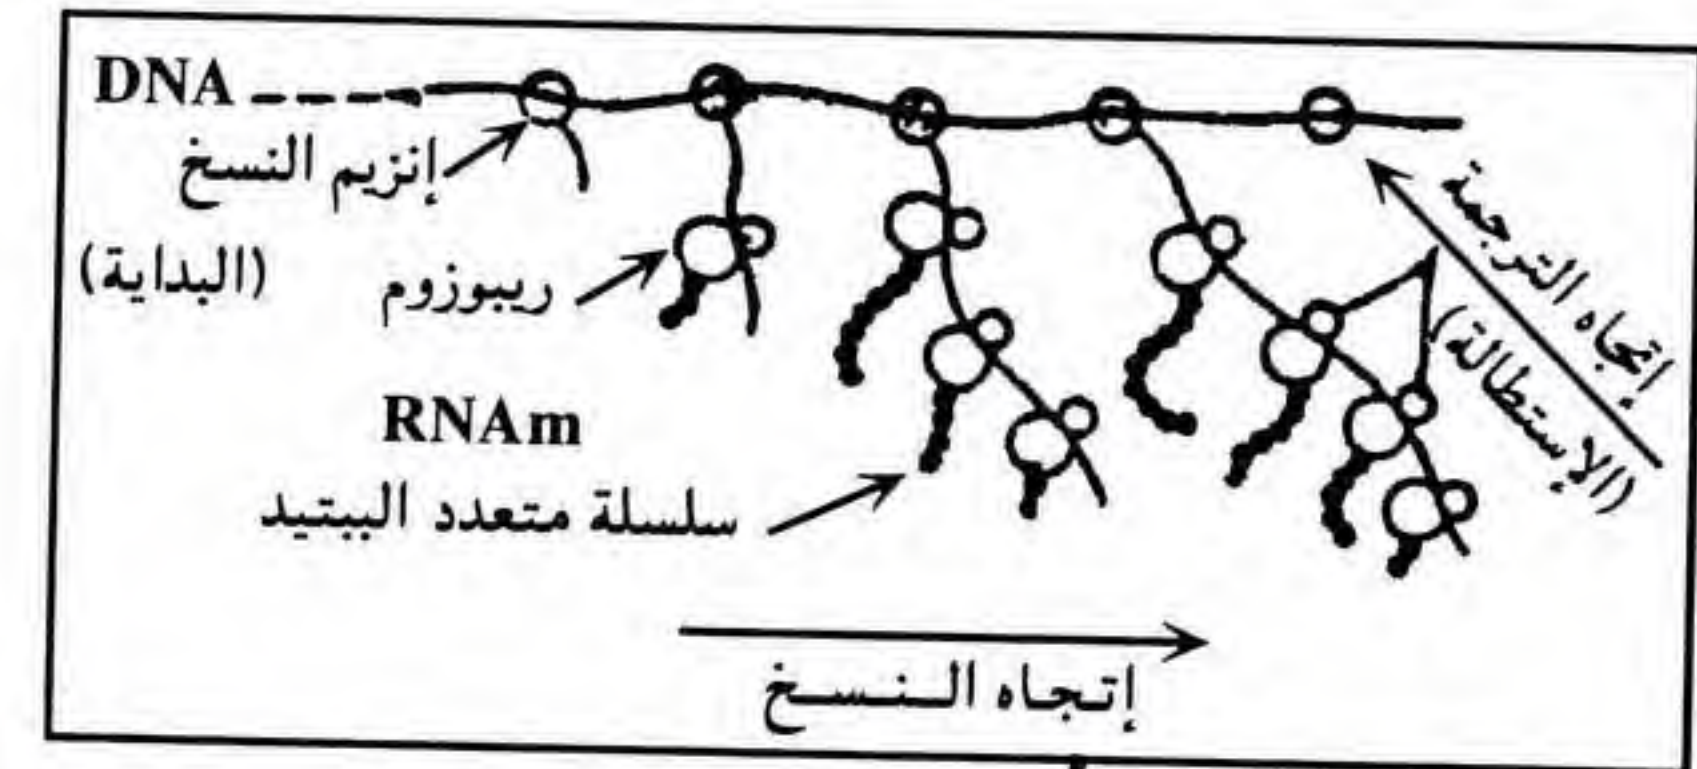 DNA
إنزيم النسخ
(البداية)
ريبوزوم
RNAm
سلسلة متعدد الببتيد
إتجاه الترجمة
(الإستطالة)
إتجاه النسخ